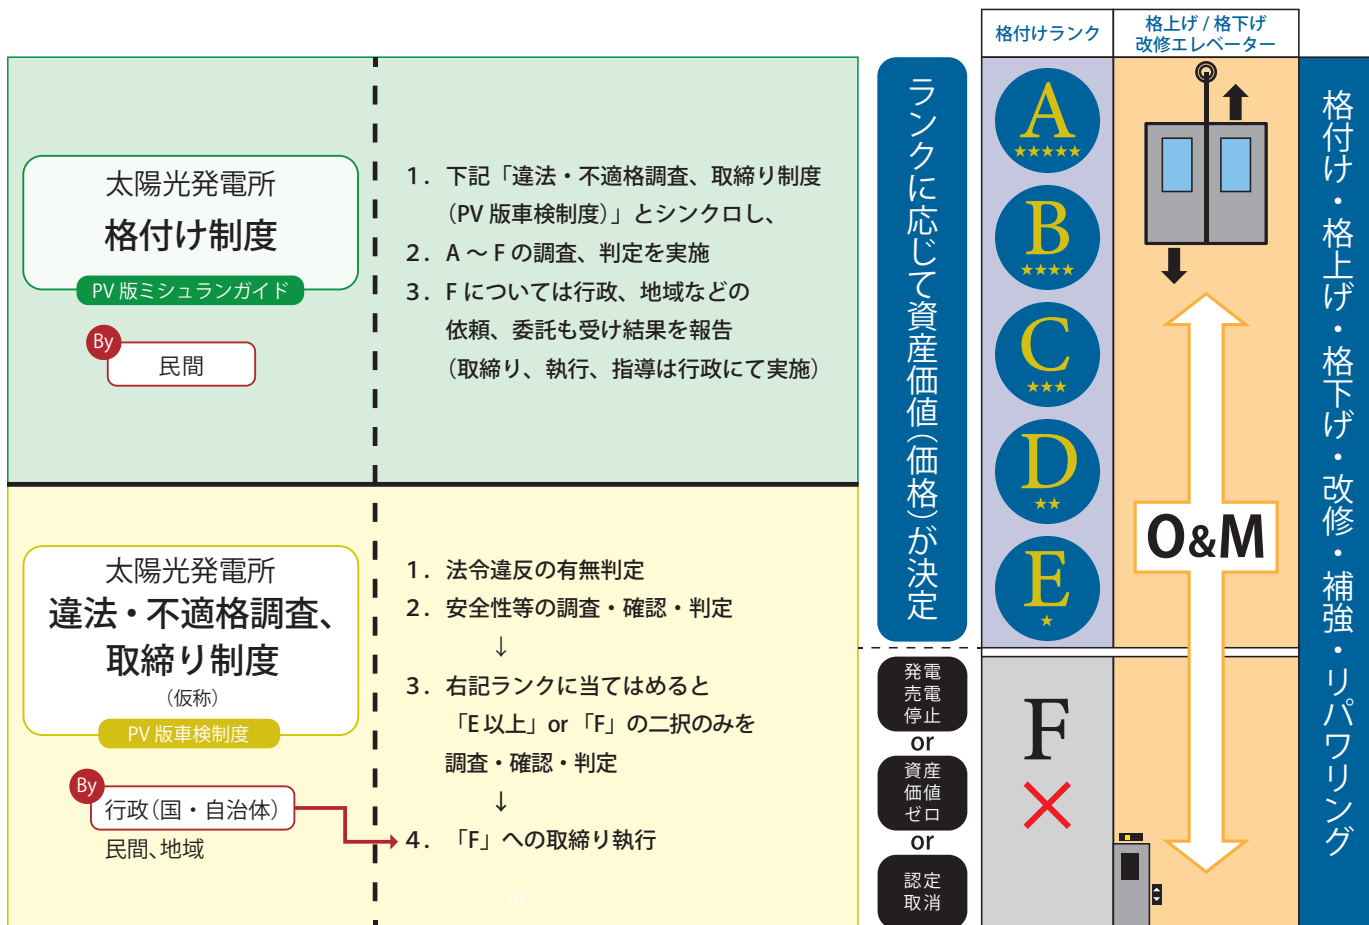 格付けランク
格上げ / 格下げ
改修エレベーター
太陽光発電所
格付け制度
PV 版ミシュランガイド
By
民間
1. 下記「違法・不適格調査、取締り制度
（PV 版車検制度）」とシンクロし、
2. A ～ F の調査、判定を実施
3. F については行政、地域などの
依頼、委託も受け結果を報告
（取締り、執行、指導は行政にて実施）
太陽光発電所
違法・不適格調査、
取締り制度
（仮称）
PV 版車検制度
By
行政（国・自治体）
民間、地域
1. 法令違反の有無判定
2. 安全性等の調査・確認・判定
↓
3. 右記ランクに当てはめると
「E 以上」or 「F」の二択のみを
調査・確認・判定
↓
4. 「F」への取締り執行
ランクに応じて資産価値（価格）が決定
発電
売電
停止
or
資産
価値
ゼロ
or
認定
取消
A
★★★★★
B
★★★★
C
★★★
D
★★
E
★
F
O&M
格付け・格上げ・格下げ・改修・補強・リパワリング